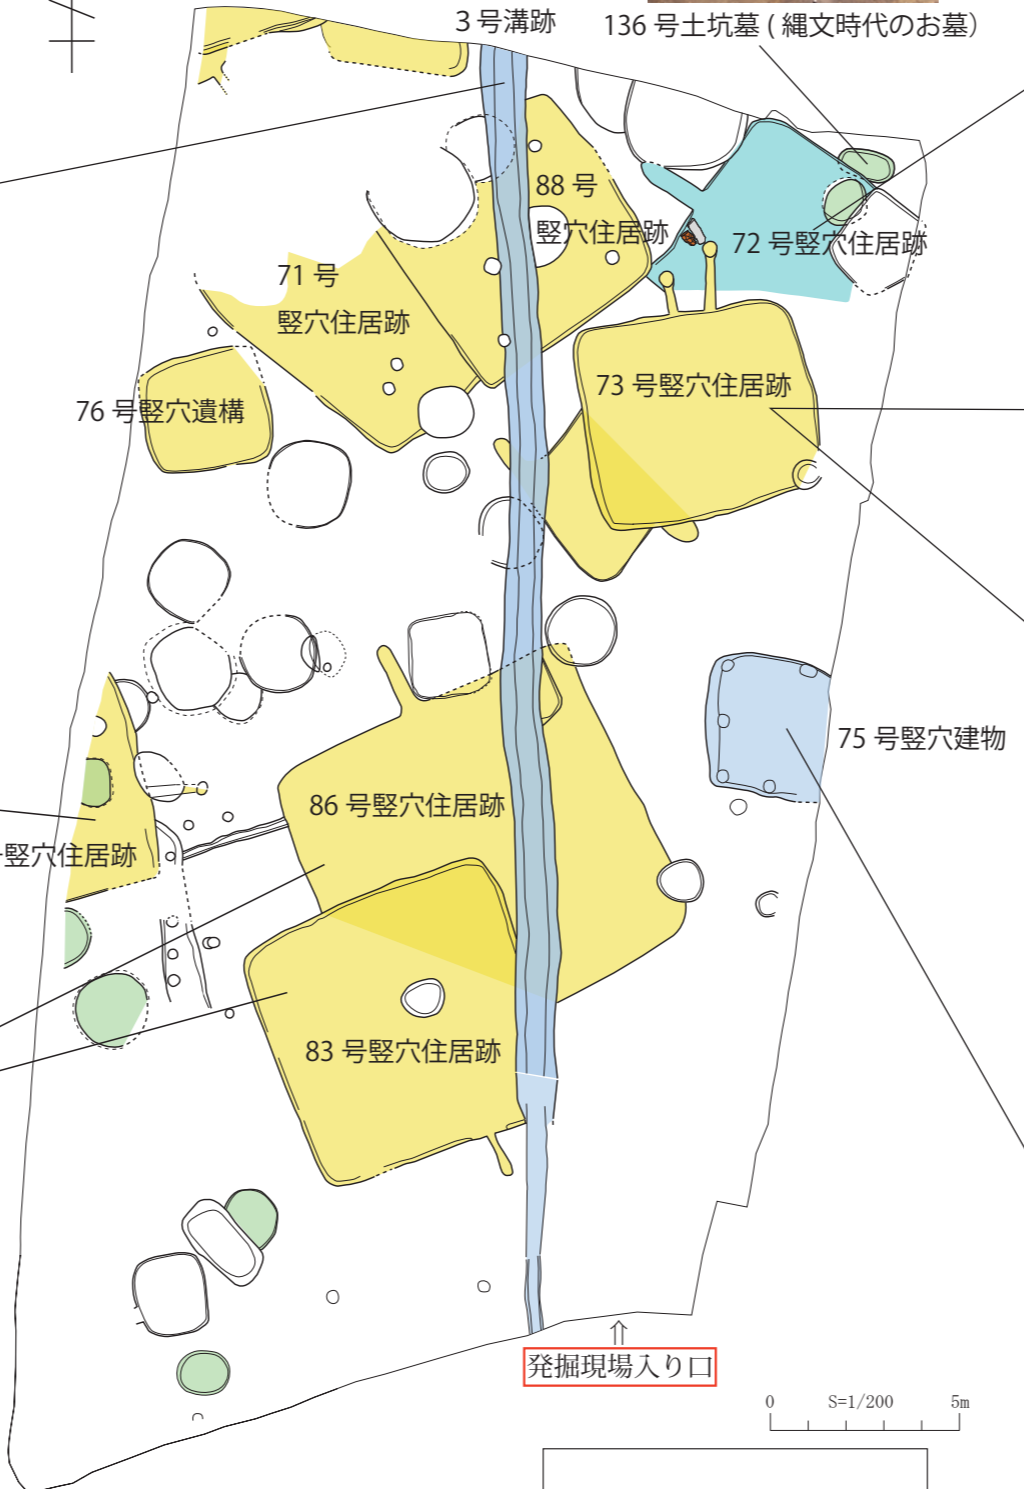 3 号溝跡
136 号土坑墓 ( 縄文時代のお墓）
88 号
竪穴住居跡
72 号竪穴住居跡
71 号
竪穴住居跡
73 号竪穴住居跡
76 号竪穴遺構
75 号竪穴建物
86 号竪穴住居跡
号竪穴住居跡
83 号竪穴住居跡
⇑
発掘現場入り口
0 S=1/200 5m